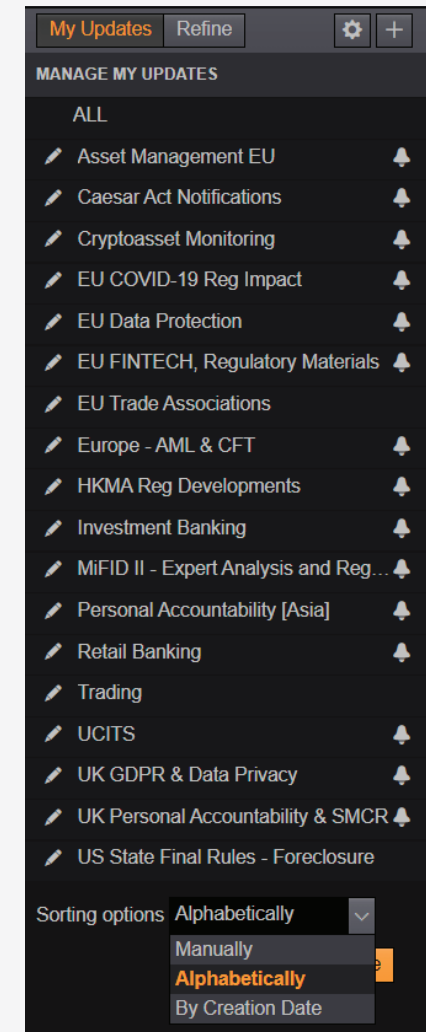 My Updates Refine
MANAGE MY UPDATES
ALL
Asset Management EU
Caesar Act Notifications
Cryptoasset Monitoring
EU COVID-19 Reg Impact
EU Data Protection
EU FINTECH, Regulatory Materials
EU Trade Associations
Europe - AML & CFT
HKMA Reg Developments
Investment Banking
MiFID II - Expert Analysis and Reg...
Personal Accountability [Asia]
Retail Banking
Trading
UCITS
UK GDPR & Data Privacy
UK Personal Accountability & SMCR
US State Final Rules - Foreclosure
Sorting options Alphabetically
Manually
Alphabetically
By Creation Date